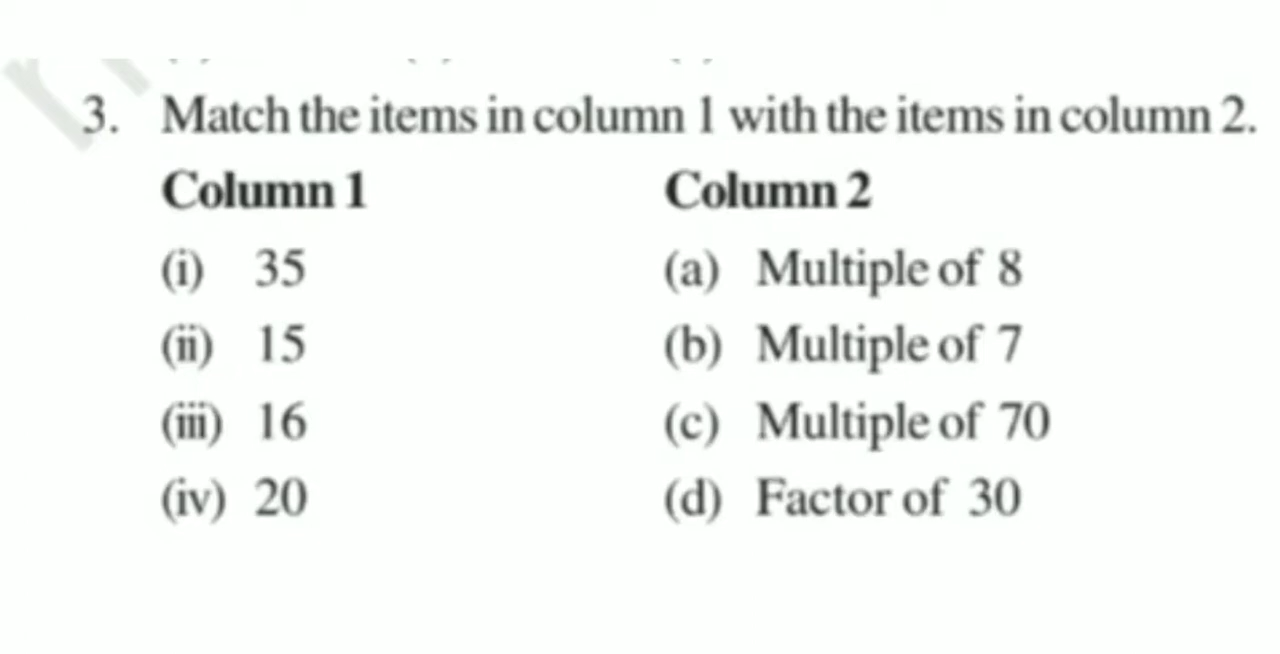 3. Match the items in column 1 with the items in column 2.
Column 1 Column 2
(i) 35 (a) Multiple of 8
(ii) 15 (b) Multiple of 7
(iii) 16 (c) Multiple of 70
(iv) 20 (d) Factor of 30